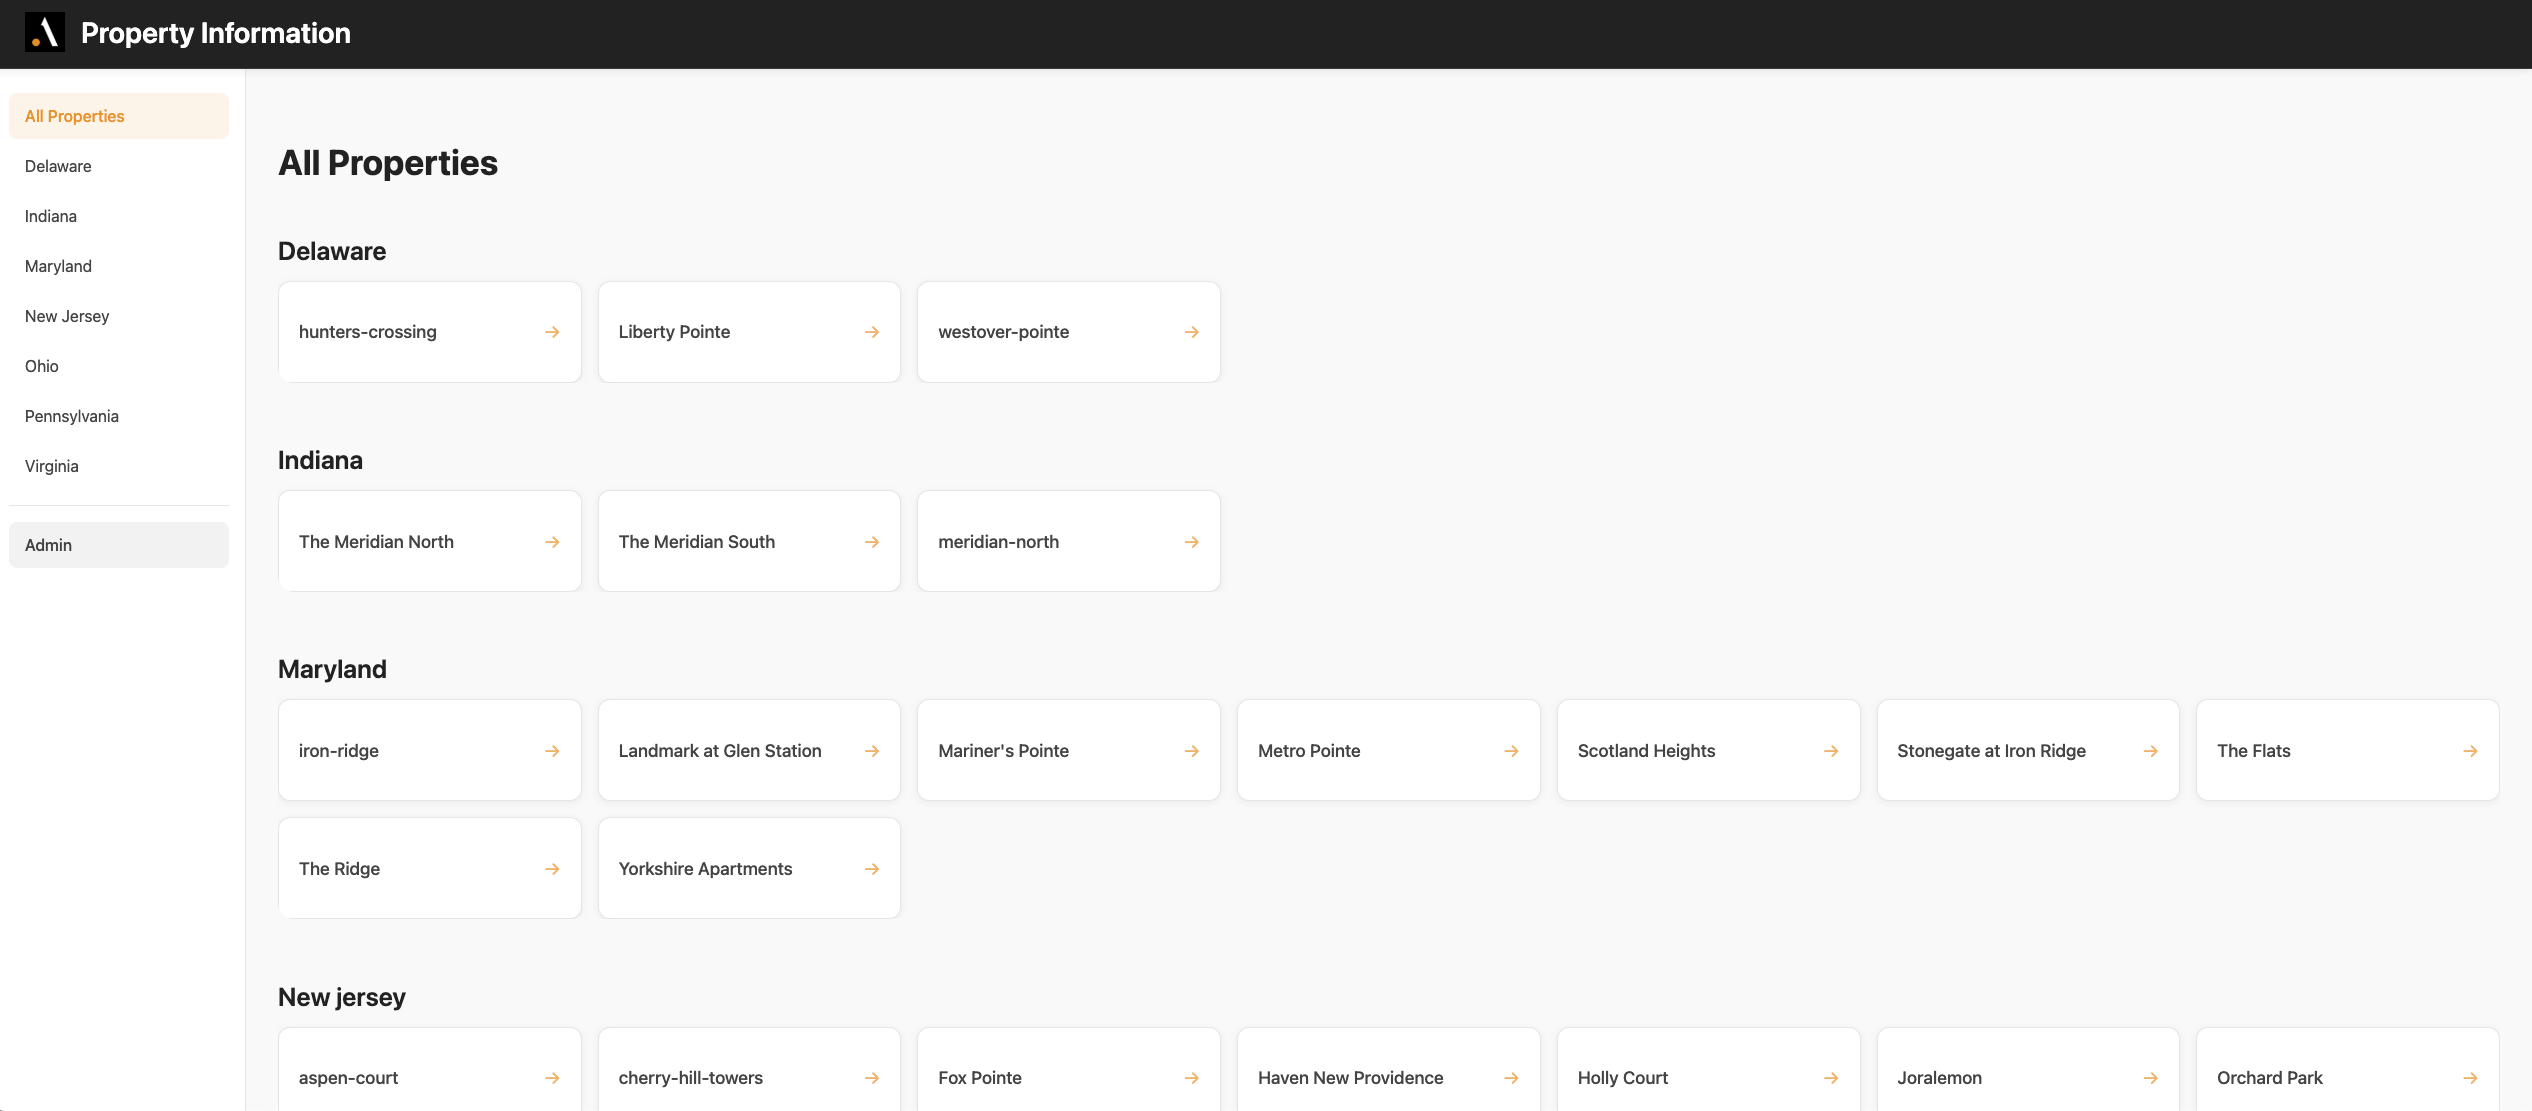 Property Information
All Properties
Delaware
Indiana
Maryland
New Jersey
Ohio
Pennsylvania
Virginia
Admin
All Properties
Delaware
hunters-crossing
Liberty Pointe
westover-pointe
Indiana
The Meridian North
The Meridian South
meridian-north
Maryland
iron-ridge
Landmark at Glen Station
Mariner's Pointe
Metro Pointe
Scotland Heights
Stonegate at Iron Ridge
The Flats
The Ridge
Yorkshire Apartments
New jersey
aspen-court
cherry-hill-towers
Fox Pointe
Haven New Providence
Holly Court
Joralemon
Orchard Park